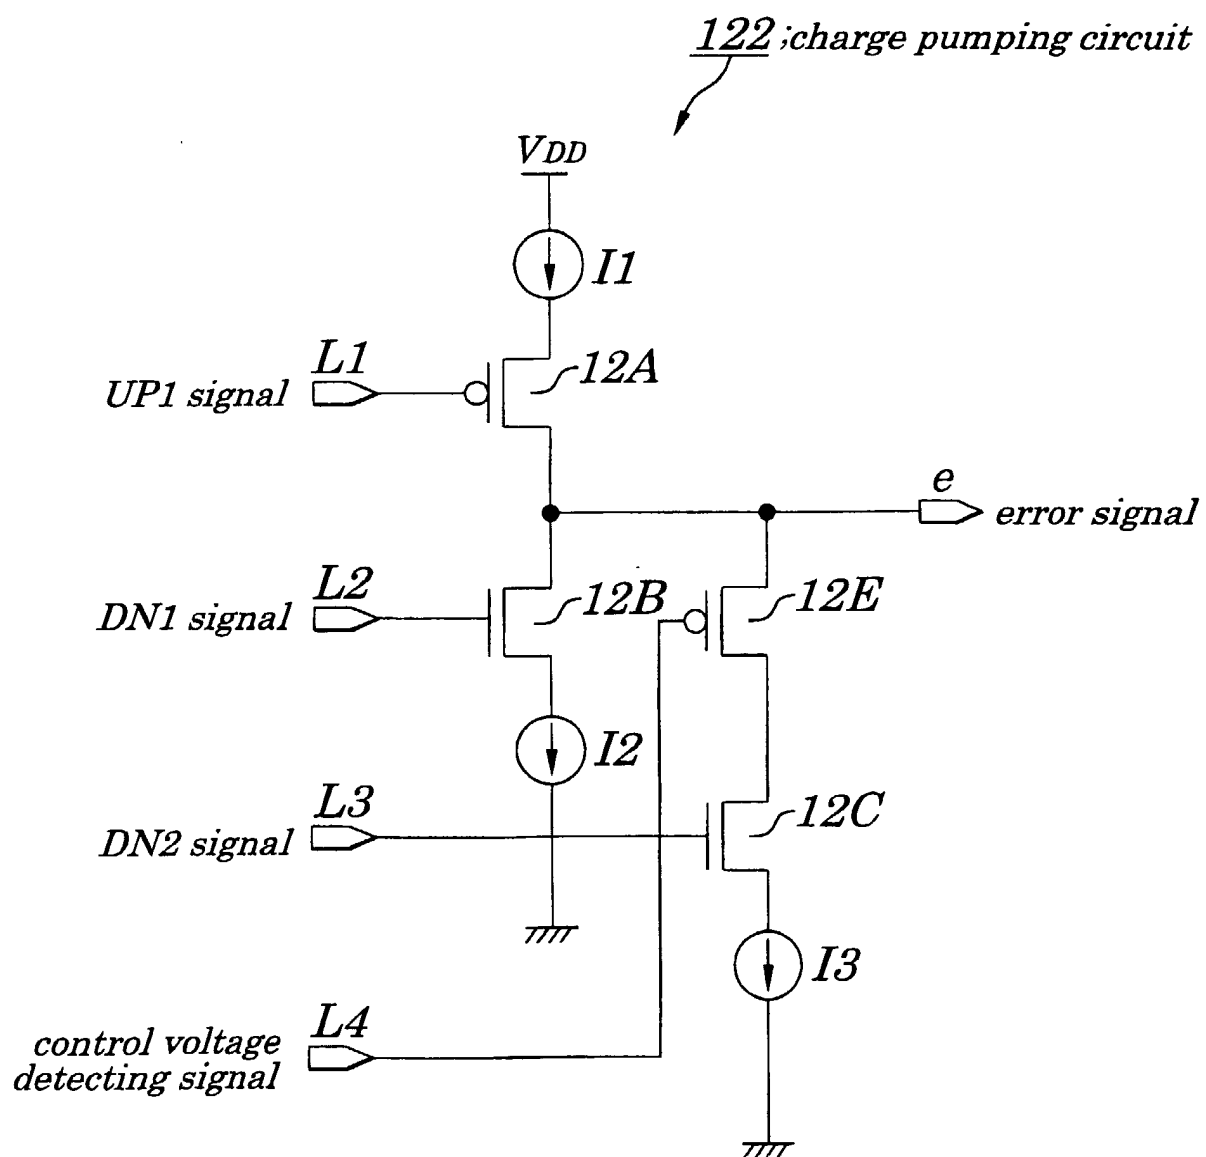 122 ;charge pumping circuit
VDD
I1
L1
UP1 signal
12A
e
error signal
L2
DN1 signal
12B
12E
I2
L3
DN2 signal
12C
I3
L4
control voltage
detecting signal